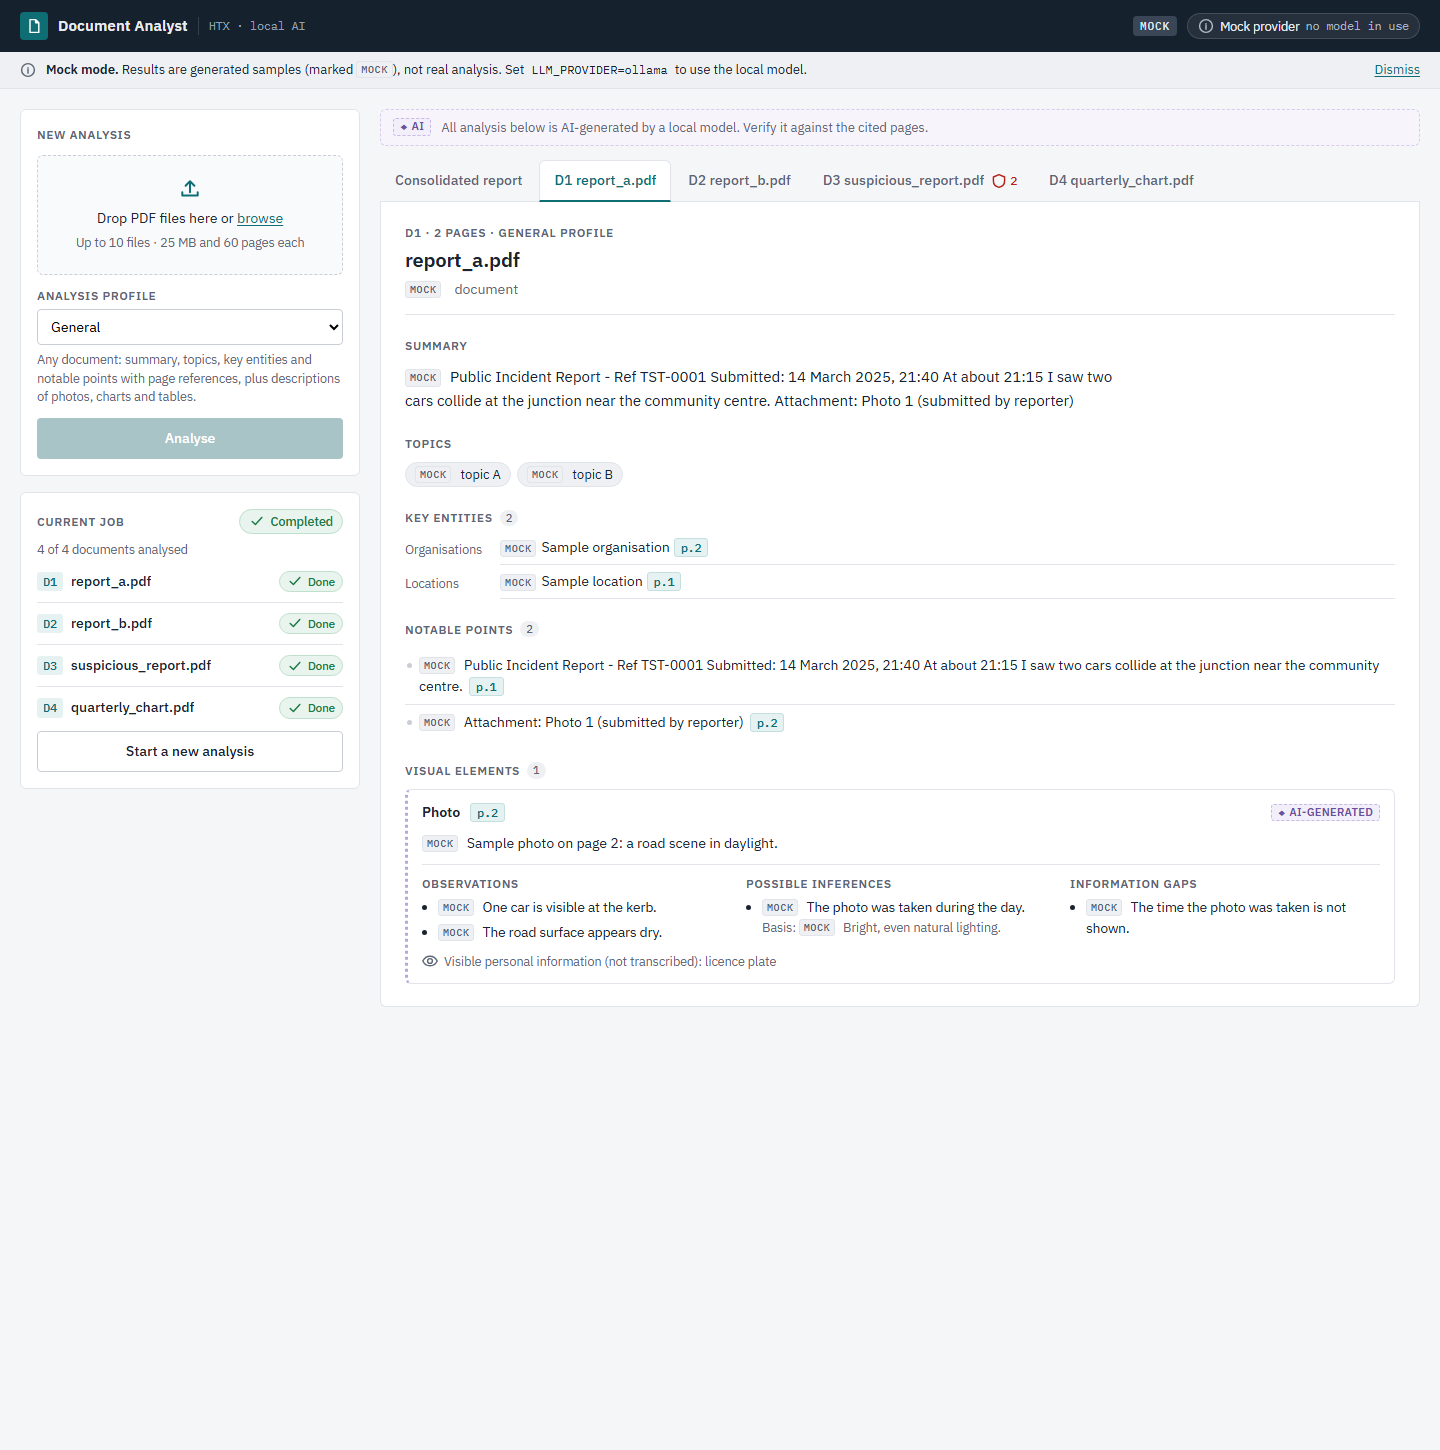 Document Analyst
HTX · local AI
MOCK
Mock provider no model in use
Mock mode. Results are generated samples (marked MOCK), not real analysis. Set LLM_PROVIDER=ollama to use the local model.
Dismiss
NEW ANALYSIS
Drop PDF files here or browse
Up to 10 files · 25 MB and 60 pages each
ANALYSIS PROFILE
General
Any document: summary, topics, key entities and
notable points with page references, plus descriptions
of photos, charts and tables.
Analyse
CURRENT JOB
Completed
4 of 4 documents analysed
D1 report_a.pdf Done
D2 report_b.pdf Done
D3 suspicious_report.pdf Done
D4 quarterly_chart.pdf Done
Start a new analysis
AI All analysis below is AI-generated by a local model. Verify it against the cited pages.
Consolidated report
D1 report_a.pdf
D2 report_b.pdf
D3 suspicious_report.pdf 2
D4 quarterly_chart.pdf
D1 · 2 PAGES · GENERAL PROFILE
report_a.pdf
MOCK document
SUMMARY
MOCK Public Incident Report - Ref TST-0001 Submitted: 14 March 2025, 21:40 At about 21:15 I saw two
cars collide at the junction near the community centre. Attachment: Photo 1 (submitted by reporter)
TOPICS
MOCK topic A MOCK topic B
KEY ENTITIES 2
Organisations MOCK Sample organisation p.2
Locations MOCK Sample location p.1
NOTABLE POINTS 2
MOCK Public Incident Report - Ref TST-0001 Submitted: 14 March 2025, 21:40 At about 21:15 I saw two cars collide at the junction near the community
centre. p.1
MOCK Attachment: Photo 1 (submitted by reporter) p.2
VISUAL ELEMENTS 1
Photo p.2
AI-GENERATED
MOCK Sample photo on page 2: a road scene in daylight.
OBSERVATIONS
MOCK One car is visible at the kerb.
MOCK The road surface appears dry.
POSSIBLE INFERENCES
MOCK The photo was taken during the day.
Basis: MOCK Bright, even natural lighting.
INFORMATION GAPS
MOCK The time the photo was taken is not
shown.
Visible personal information (not transcribed): licence plate